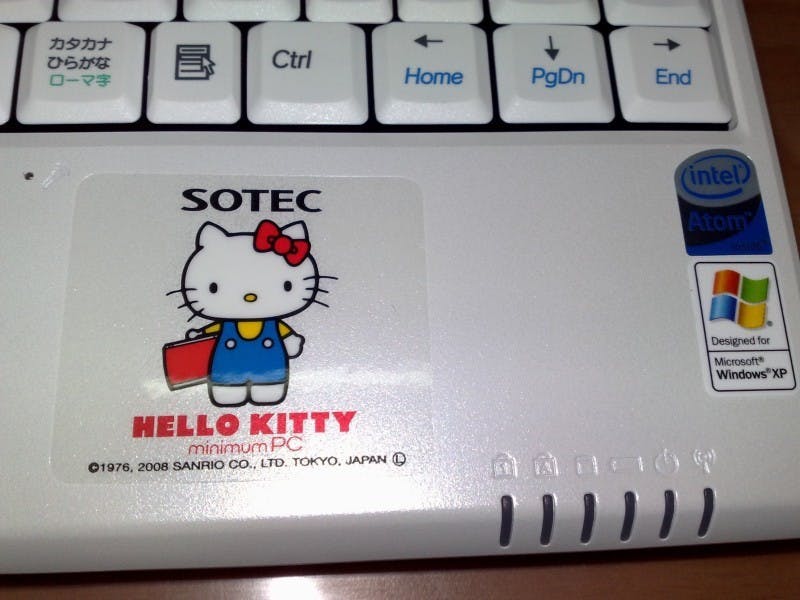 カタカナ
ひらがな
ローマ字
Ctrl
Home
PgDn
End
SOTEC
HELLO KITTY
minimum PC
©1976, 2008 SANRIO CO., LTD. TOKYO, JAPAN Ⓛ
intel
Atom
inside™
Designed for
Microsoft®
Windows® XP